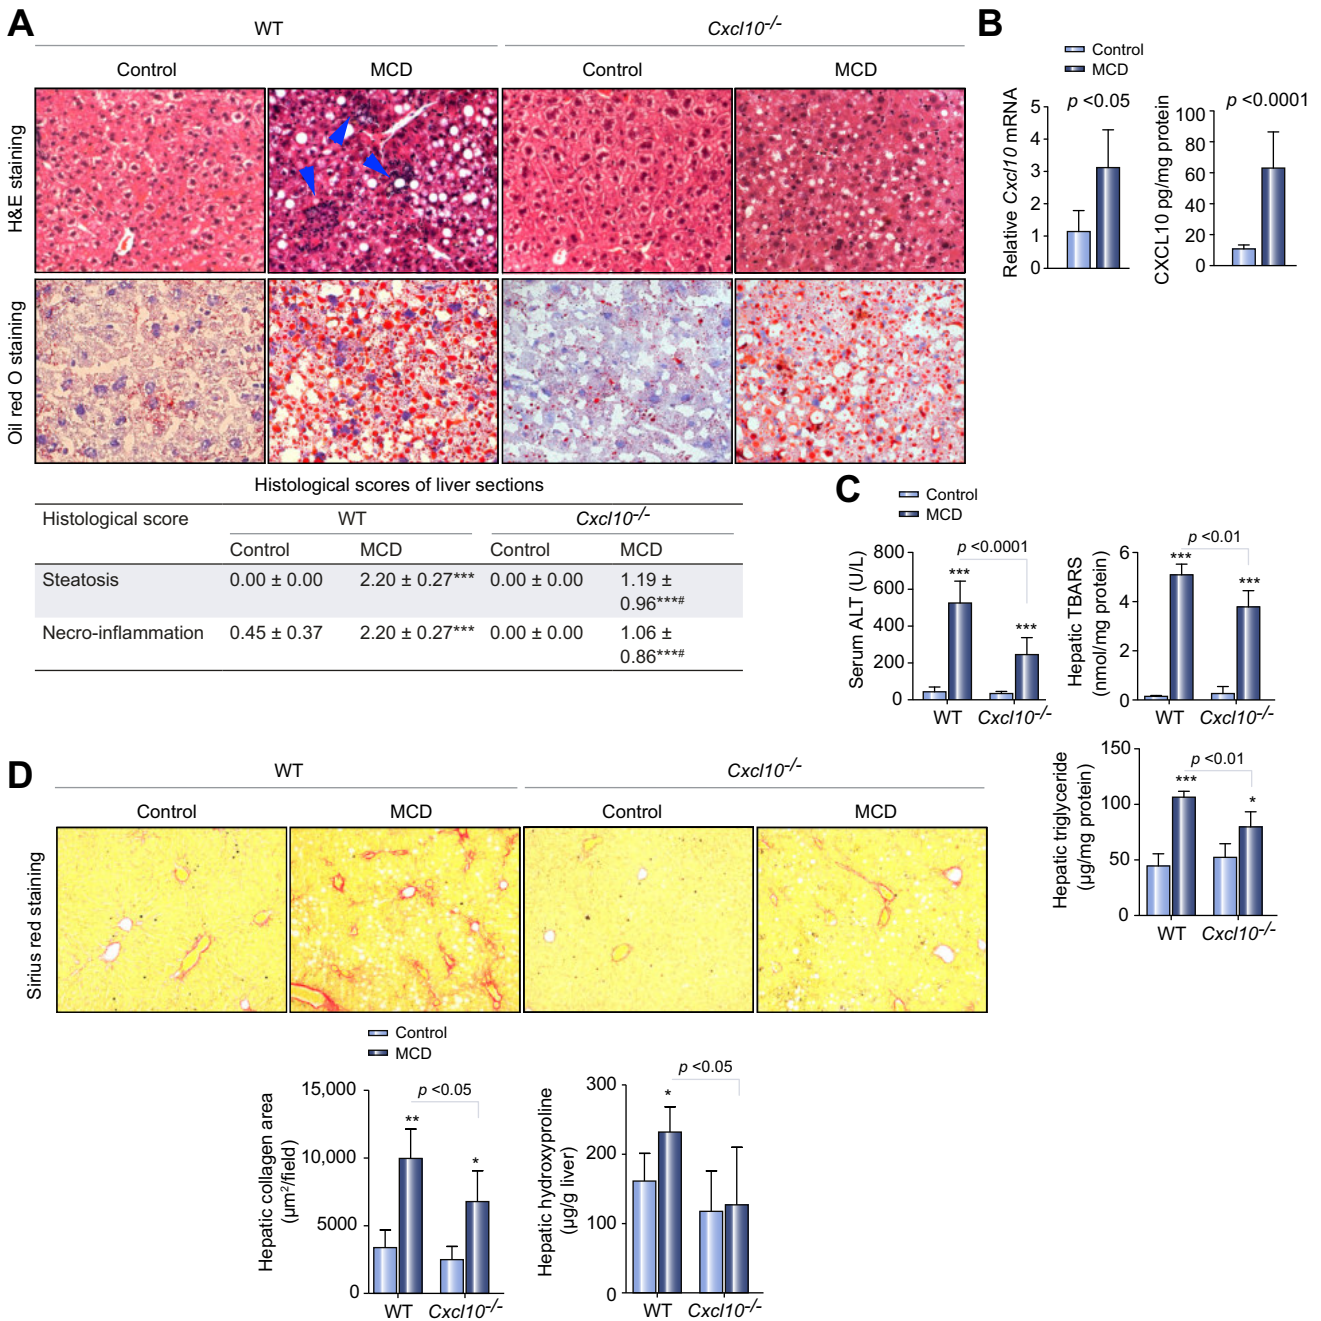 A
WT
Cxcl10-/-
Control
MCD
Control
MCD
H&E staining
Oil red O staining
Histological scores of liver sections
Histological score
WT
Cxcl10-/-
Control
MCD
Control
MCD
Steatosis
0.00 ± 0.00
2.20 ± 0.27***
0.00 ± 0.00
1.19 ±
0.96***#
Necro-inflammation
0.45 ± 0.37
2.20 ± 0.27***
0.00 ± 0.00
1.06 ±
0.86***#
B
Control
MCD
p <0.05
Relative Cxcl10 mRNA
5
4
3
2
1
0
p <0.0001
CXCL10 pg/mg protein
100
80
60
40
20
0
C
Control
MCD
p <0.0001
Serum ALT (U/L)
800
600
400
200
0
***
***
WT
Cxcl10-/-
p <0.01
Hepatic TBARS
(nmol/mg protein)
6
4
2
0
***
***
WT
Cxcl10-/-
p <0.01
Hepatic triglyceride
(µg/mg protein)
150
100
50
0
***
*
WT
Cxcl10-/-
D
WT
Cxcl10-/-
Control
MCD
Control
MCD
Sirius red staining
Control
MCD
p <0.05
Hepatic collagen area
(µm²/field)
15,000
10,000
5000
0
**
*
WT
Cxcl10-/-
p <0.05
Hepatic hydroxyproline
(µg/g liver)
300
200
100
0
*
WT
Cxcl10-/-